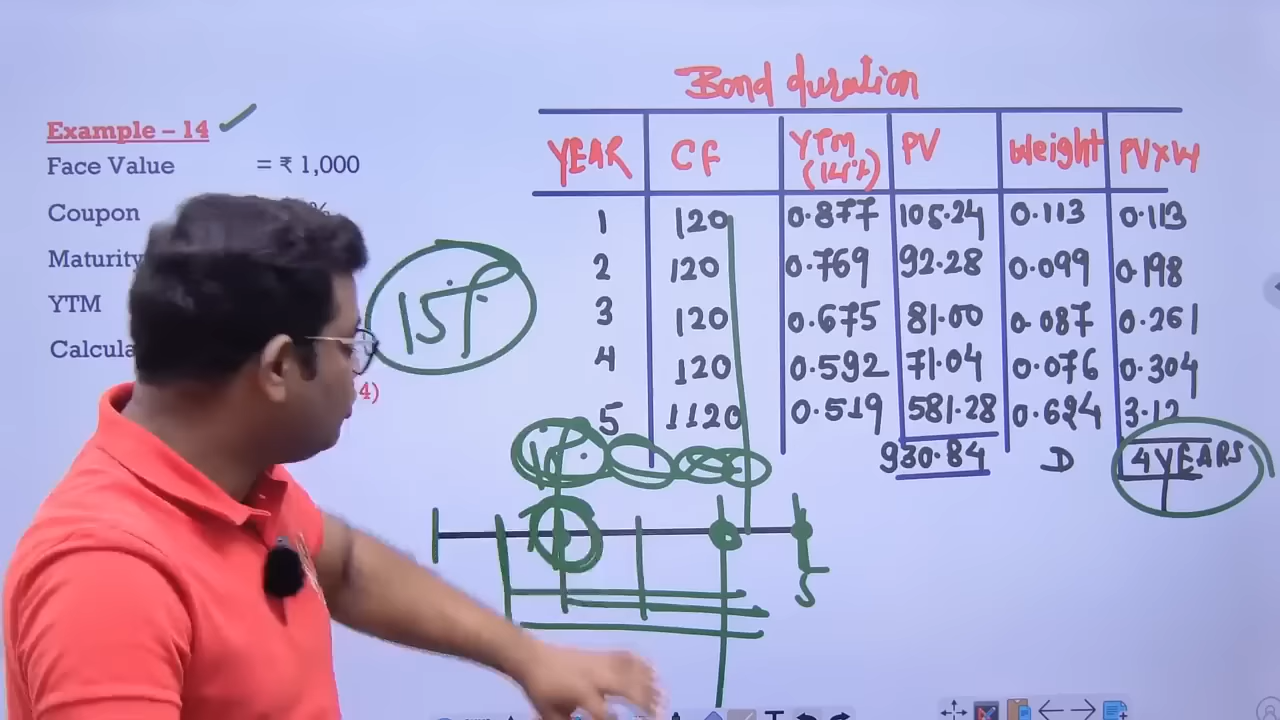 Bond duration
Example – 14
Face Value = ₹ 1,000
Coupon %
Maturity
YTM
Calcula
4)
15%
YEAR CF YTM (14%) PV Weight PV×W
1 120 0.877 105.24 0.113 0.113
2 120 0.769 92.28 0.099 0.198
3 120 0.675 81.00 0.087 0.261
4 120 0.592 71.04 0.076 0.304
5 1120 0.519 581.28 0.624 3.12
930.84 D 4 YEARS
5